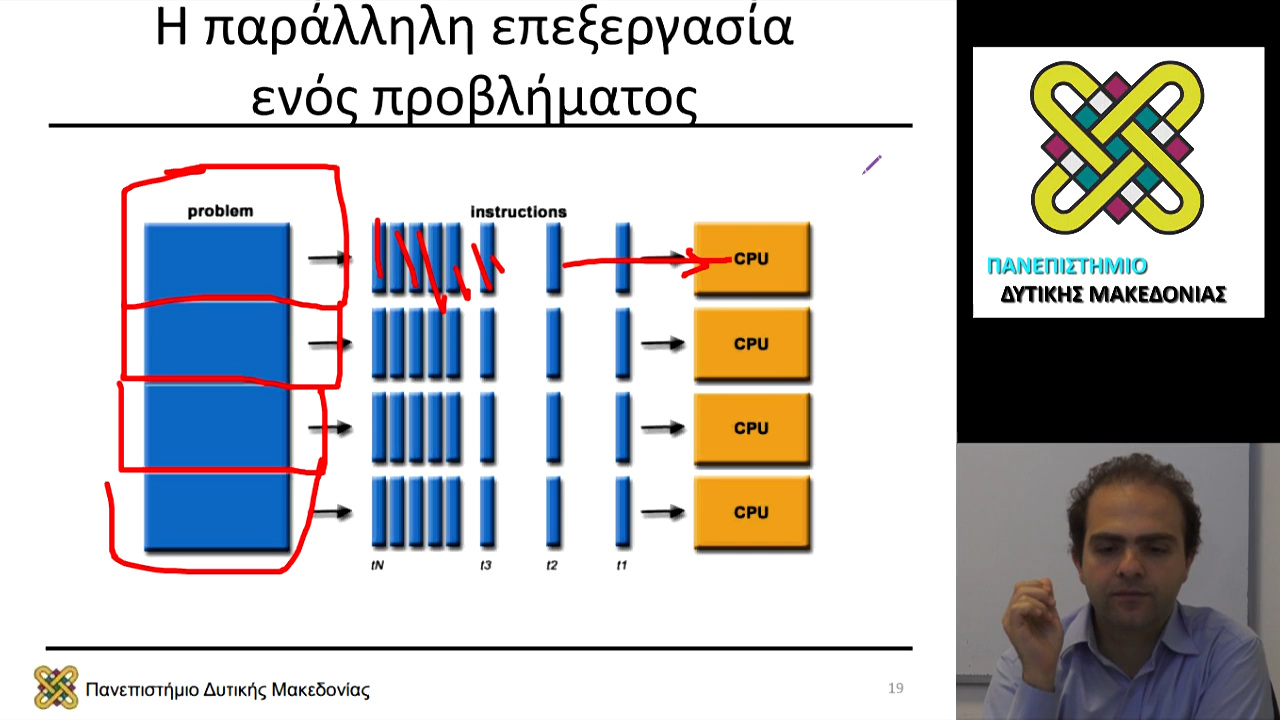 Η παράλληλη επεξεργασία
ενός προβλήματος
problem
instructions
CPU
CPU
CPU
CPU
tN t3 t2 t1
Πανεπιστήμιο Δυτικής Μακεδονίας
19
ΠΑΝΕΠΙΣΤΗΜΙΟ
ΔΥΤΙΚΗΣ ΜΑΚΕΔΟΝΙΑΣ